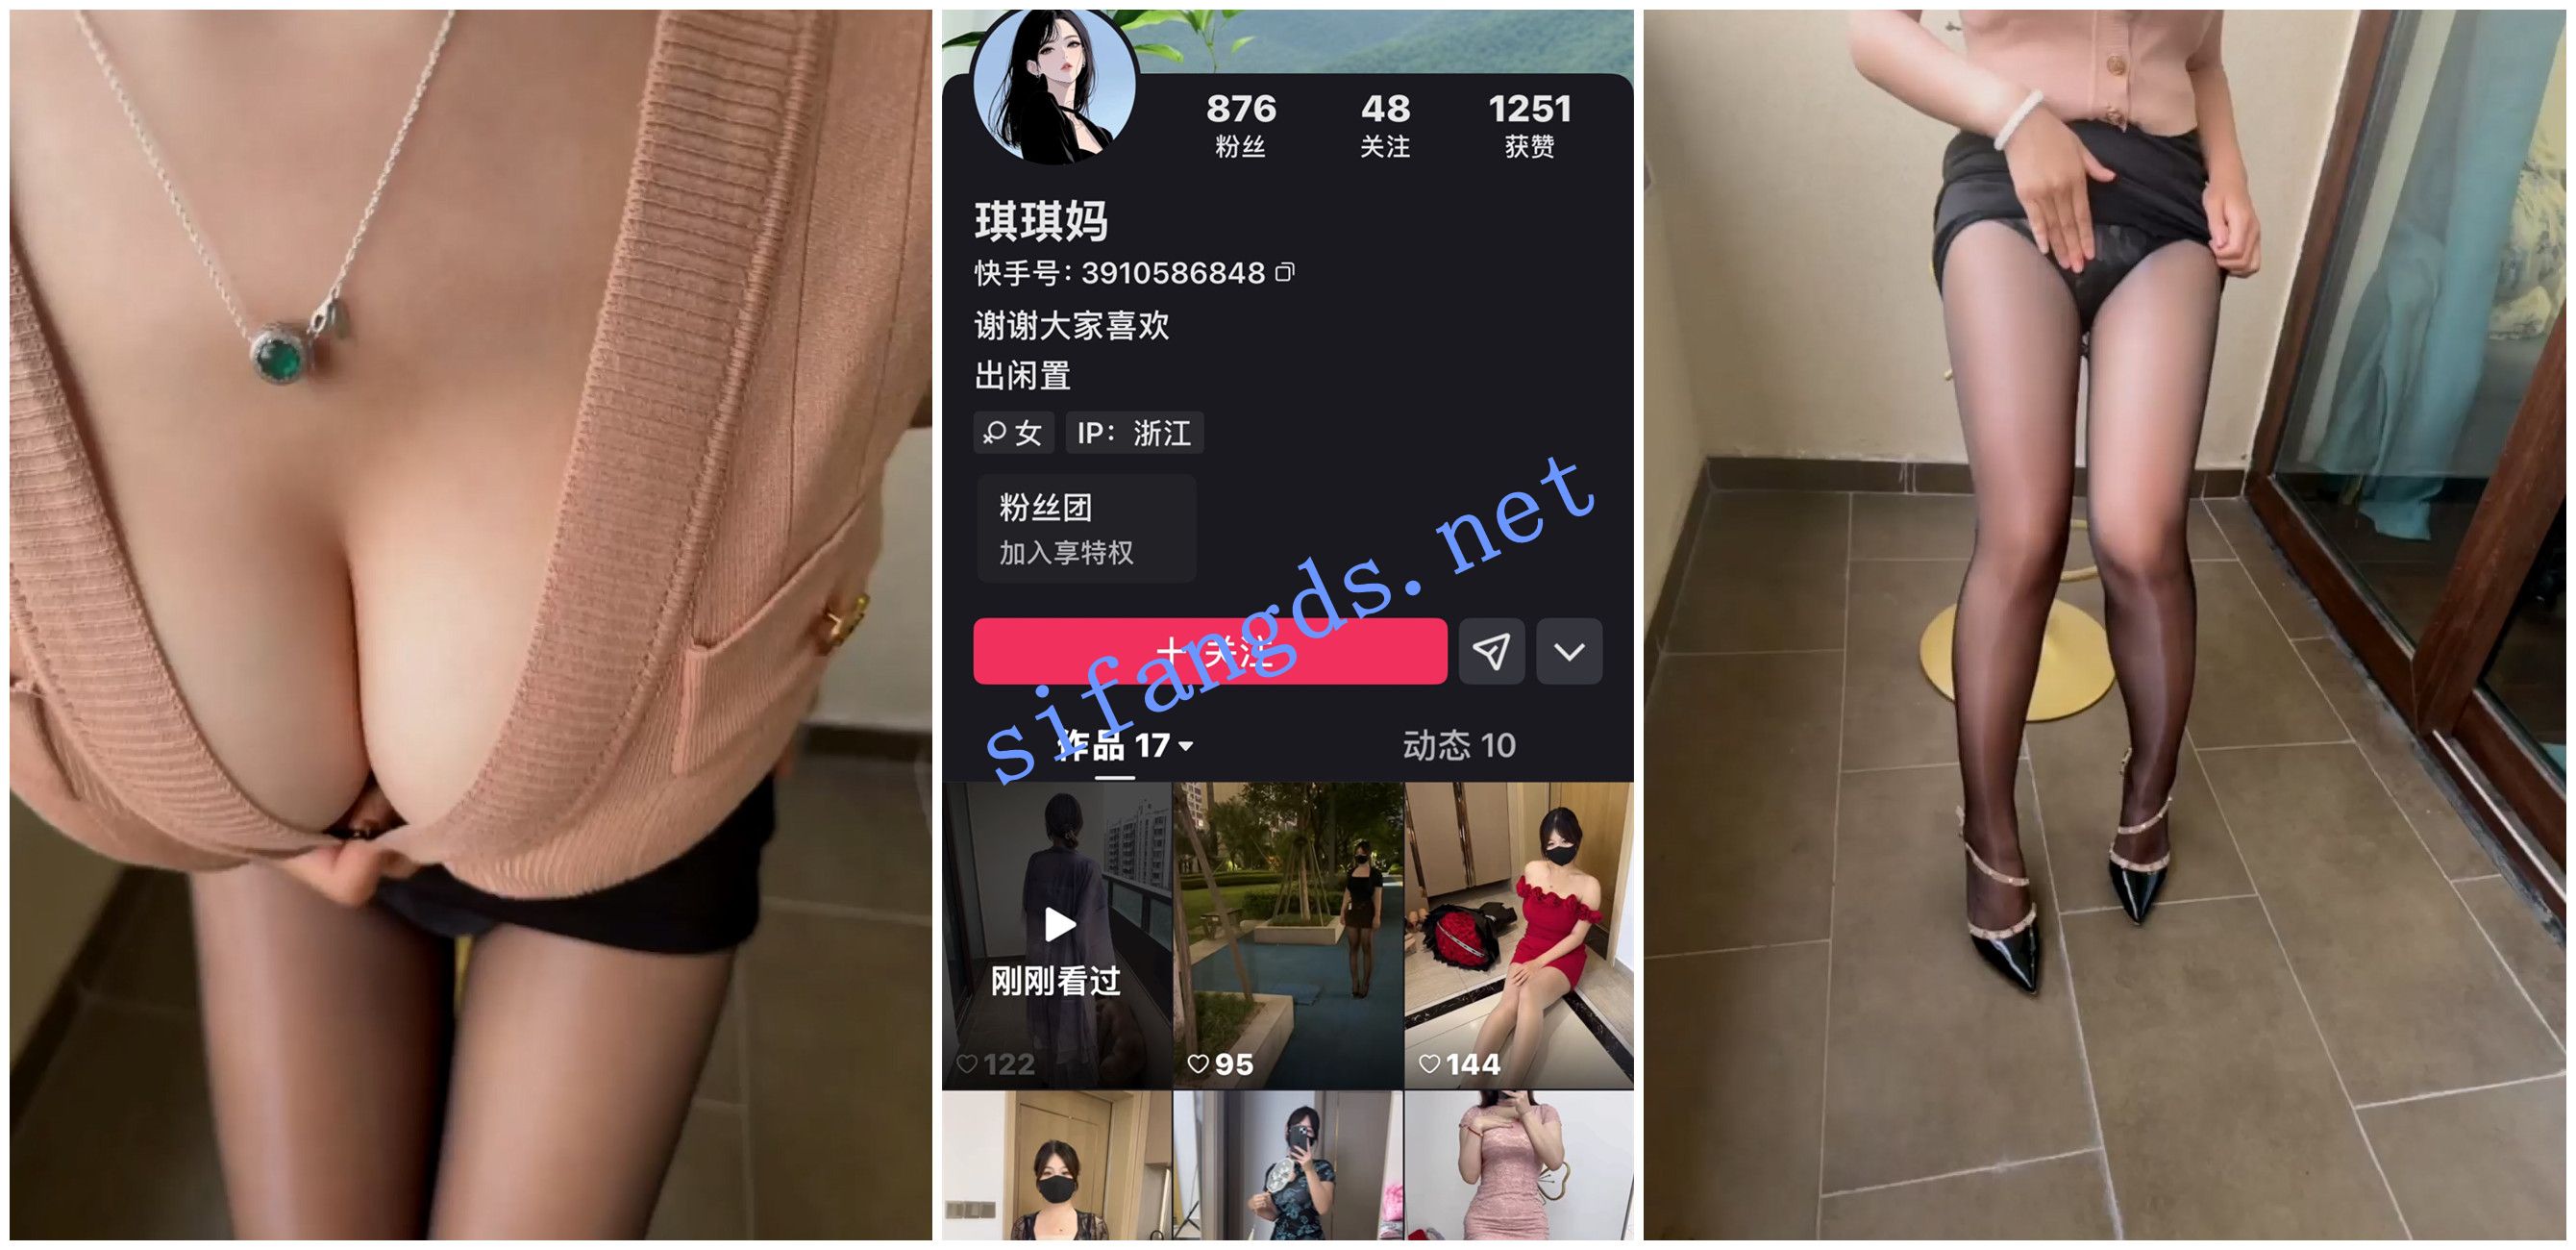 876 48 1251
粉丝 关注 获赞
琪琪妈
快手号: 3910586848
谢谢大家喜欢
出闲置
女 IP: 浙江
粉丝团
加入享特权
+ 关注
sifangds.net
作品 17 动态 10
刚刚看过
122 95 144